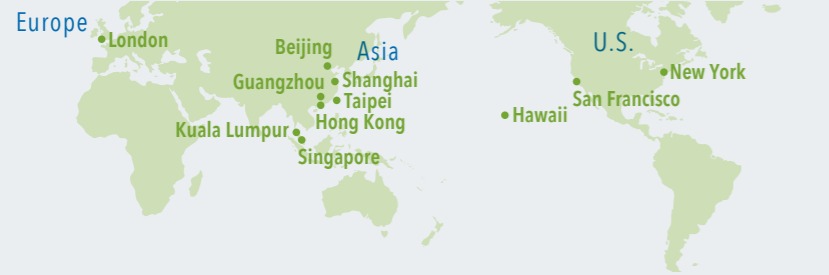 Europe
London
Beijing
Asia
Guangzhou
Shanghai
Taipei
Hong Kong
Kuala Lumpur
Singapore
U.S.
New York
San Francisco
Hawaii